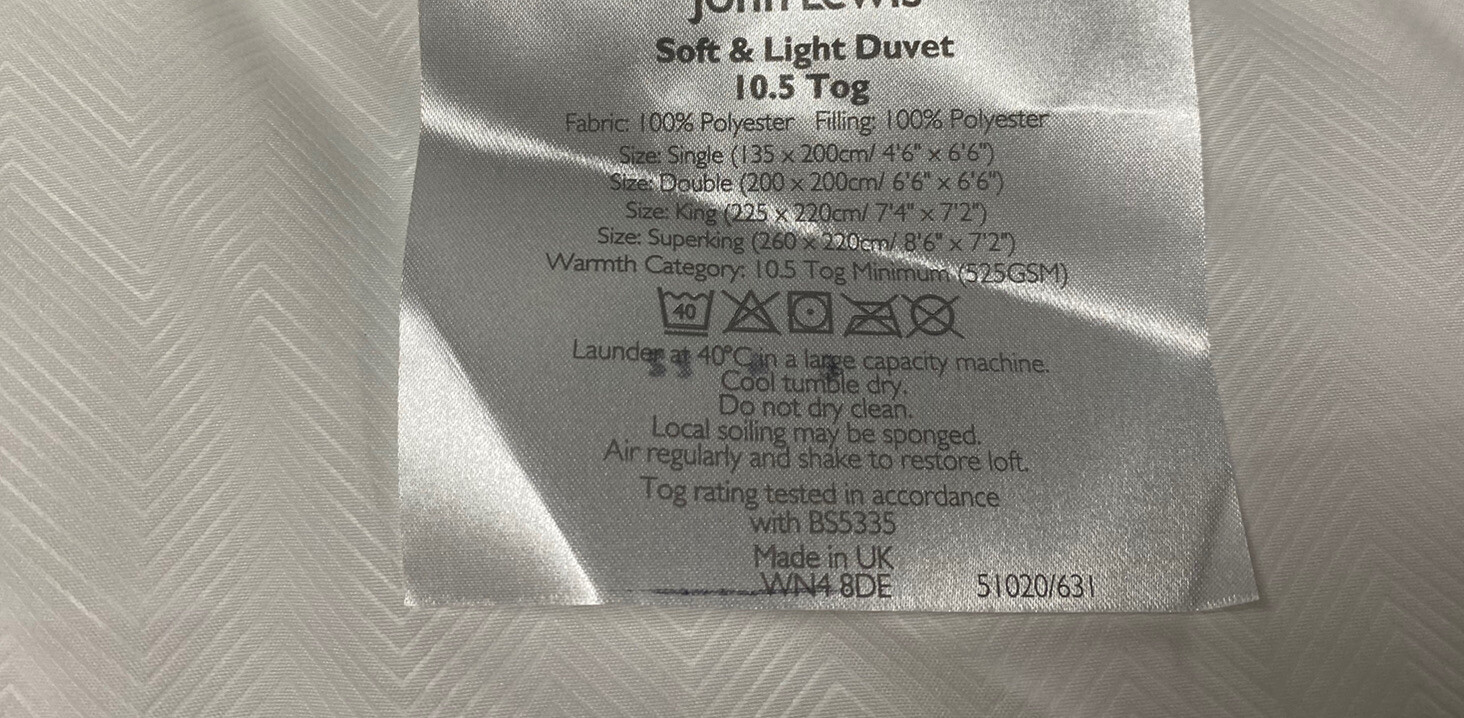 John Lewis
Soft & Light Duvet
10.5 Tog
Fabric: 100% Polyester Filling: 100% Polyester
Size: Single (135 x 200cm/ 4'6" x 6'6")
Size: Double (200 x 200cm/ 6'6" x 6'6")
Size: King (225 x 220cm/ 7'4" x 7'2")
Size: Superking (260 x 220cm/ 8'6" x 7'2")
Warmth Category: 10.5 Tog Minimum (525GSM)
40
Launder at 40°C in a large capacity machine.
Cool tumble dry.
Do not dry clean.
Local soiling may be sponged.
Air regularly and shake to restore loft.
Tog rating tested in accordance
with BS5335
Made in UK
WN4 8DE 51020/631